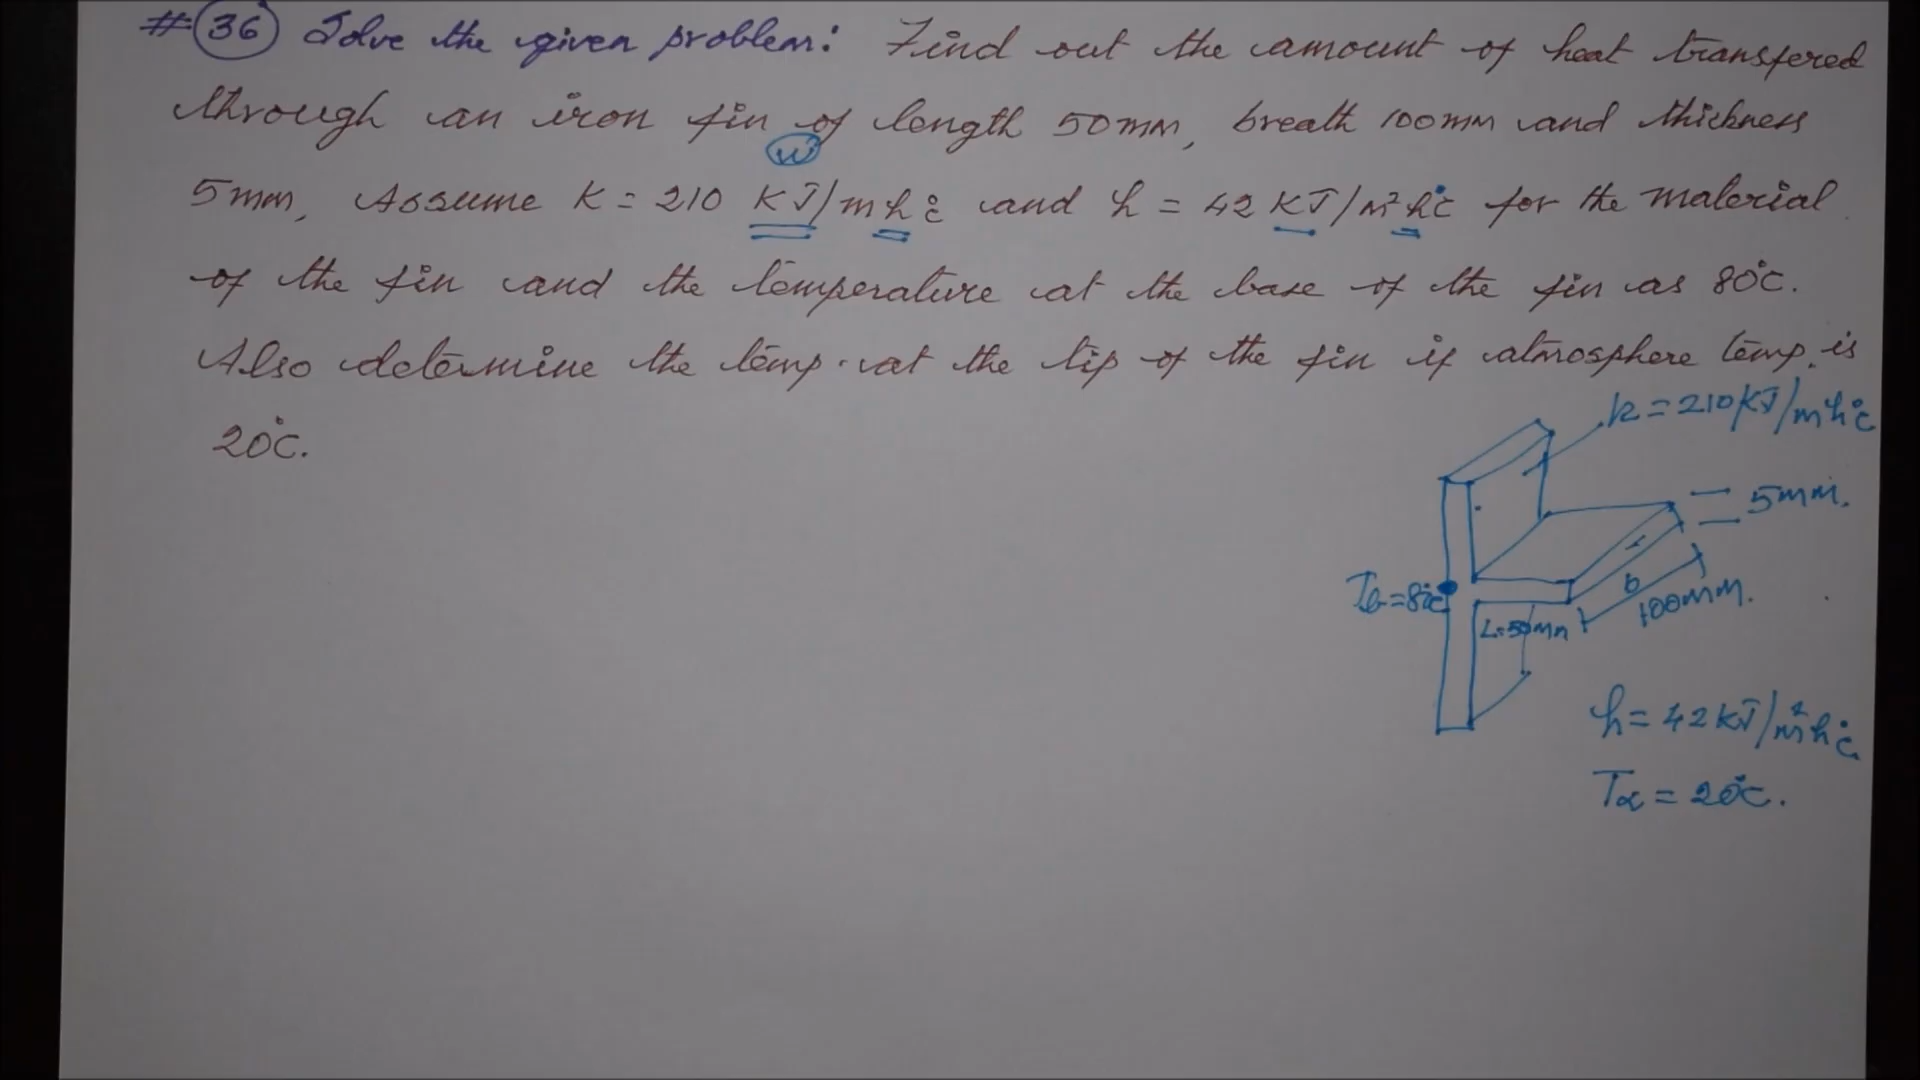 #36 Solve the given problem: Find out the amount of heat transfered
through an iron fin of length 50mm, breath 100mm and thickness
W
5mm, Assume K = 210 KJ/mh°c and h = 42 KJ/m²h°c for the material
of the fin and the temperature at the base of the fin as 80°c.
Also determine the temp. at the tip of the fin if atmosphere temp. is
20°c.
k = 210 KJ/mh°c
5mm.
Tb = 80°c
b
100mm.
L = 50mm
h = 42 KJ/m²h°c
T∝ = 20°c.